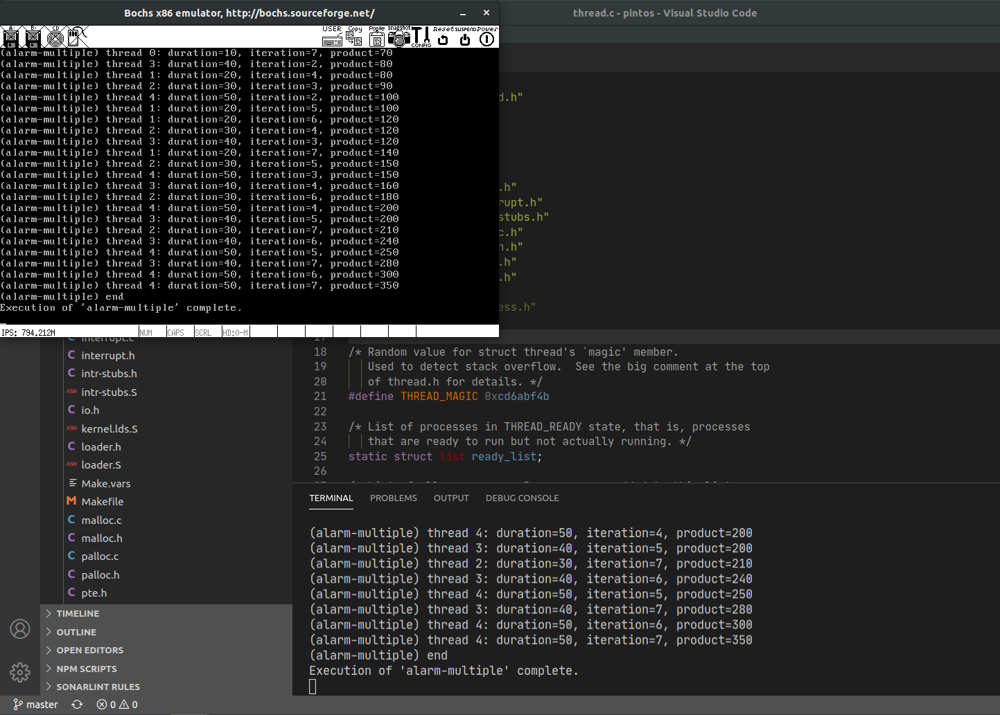 Bochs x86 emulator, http://bochs.sourceforge.net/
thread.c - pintos - Visual Studio Code
A:
B:
CD
USER
Copy
Paste
snapshot
CONFIG
Reset
SUSPEND
Power
(alarm-multiple) thread 0: duration=10, iteration=7, product=70
(alarm-multiple) thread 3: duration=40, iteration=2, product=80
(alarm-multiple) thread 1: duration=20, iteration=4, product=80
(alarm-multiple) thread 2: duration=30, iteration=3, product=90
(alarm-multiple) thread 4: duration=50, iteration=2, product=100
(alarm-multiple) thread 1: duration=20, iteration=5, product=100
(alarm-multiple) thread 1: duration=20, iteration=6, product=120
(alarm-multiple) thread 2: duration=30, iteration=4, product=120
(alarm-multiple) thread 3: duration=40, iteration=3, product=120
(alarm-multiple) thread 1: duration=20, iteration=7, product=140
(alarm-multiple) thread 2: duration=30, iteration=5, product=150
(alarm-multiple) thread 4: duration=50, iteration=3, product=150
(alarm-multiple) thread 3: duration=40, iteration=4, product=160
(alarm-multiple) thread 2: duration=30, iteration=6, product=180
(alarm-multiple) thread 4: duration=50, iteration=4, product=200
(alarm-multiple) thread 3: duration=40, iteration=5, product=200
(alarm-multiple) thread 2: duration=30, iteration=7, product=210
(alarm-multiple) thread 3: duration=40, iteration=6, product=240
(alarm-multiple) thread 4: duration=50, iteration=5, product=250
(alarm-multiple) thread 3: duration=40, iteration=7, product=280
(alarm-multiple) thread 4: duration=50, iteration=6, product=300
(alarm-multiple) thread 4: duration=50, iteration=7, product=350
(alarm-multiple) end
Execution of 'alarm-multiple' complete.
IPS: 794.212M NUM CAPS SCRL HD:0-M
d.h"
.h"
rupt.h"
stubs.h"
c.h"
h.h"
.h"
.h"
ess.h"
interrupt.c
interrupt.h
intr-stubs.h
intr-stubs.S
io.h
kernel.lds.S
loader.h
loader.S
Make.vars
Makefile
malloc.c
malloc.h
palloc.c
palloc.h
pte.h
TIMELINE
OUTLINE
OPEN EDITORS
NPM SCRIPTS
SONARLINT RULES
17
18 /* Random value for struct thread's `magic' member.
19 Used to detect stack overflow. See the big comment at the top
20 of thread.h for details. */
21 #define THREAD_MAGIC 0xcd6abf4b
22
23 /* List of processes in THREAD_READY state, that is, processes
24 that are ready to run but not actually running. */
25 static struct list ready_list;
26
TERMINAL PROBLEMS OUTPUT DEBUG CONSOLE
(alarm-multiple) thread 4: duration=50, iteration=4, product=200
(alarm-multiple) thread 3: duration=40, iteration=5, product=200
(alarm-multiple) thread 2: duration=30, iteration=7, product=210
(alarm-multiple) thread 3: duration=40, iteration=6, product=240
(alarm-multiple) thread 4: duration=50, iteration=5, product=250
(alarm-multiple) thread 3: duration=40, iteration=7, product=280
(alarm-multiple) thread 4: duration=50, iteration=6, product=300
(alarm-multiple) thread 4: duration=50, iteration=7, product=350
(alarm-multiple) end
Execution of 'alarm-multiple' complete.
master 0 0